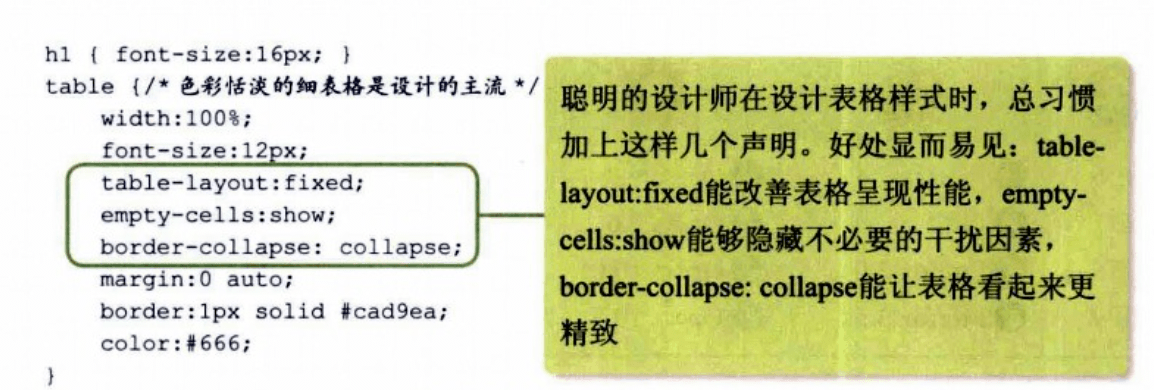 h1 { font-size:16px; }
table {/* 色彩恬淡的细表格是设计的主流 */
width:100%;
font-size:12px;
table-layout:fixed;
empty-cells:show;
border-collapse: collapse;
margin:0 auto;
border:1px solid #cad9ea;
color:#666;
}
聪明的设计师在设计表格样式时，总习惯
加上这样几个声明。好处显而易见：table-
layout:fixed能改善表格呈现性能，empty-
cells:show能够隐藏不必要的干扰因素，
border-collapse: collapse能让表格看起来更
精致